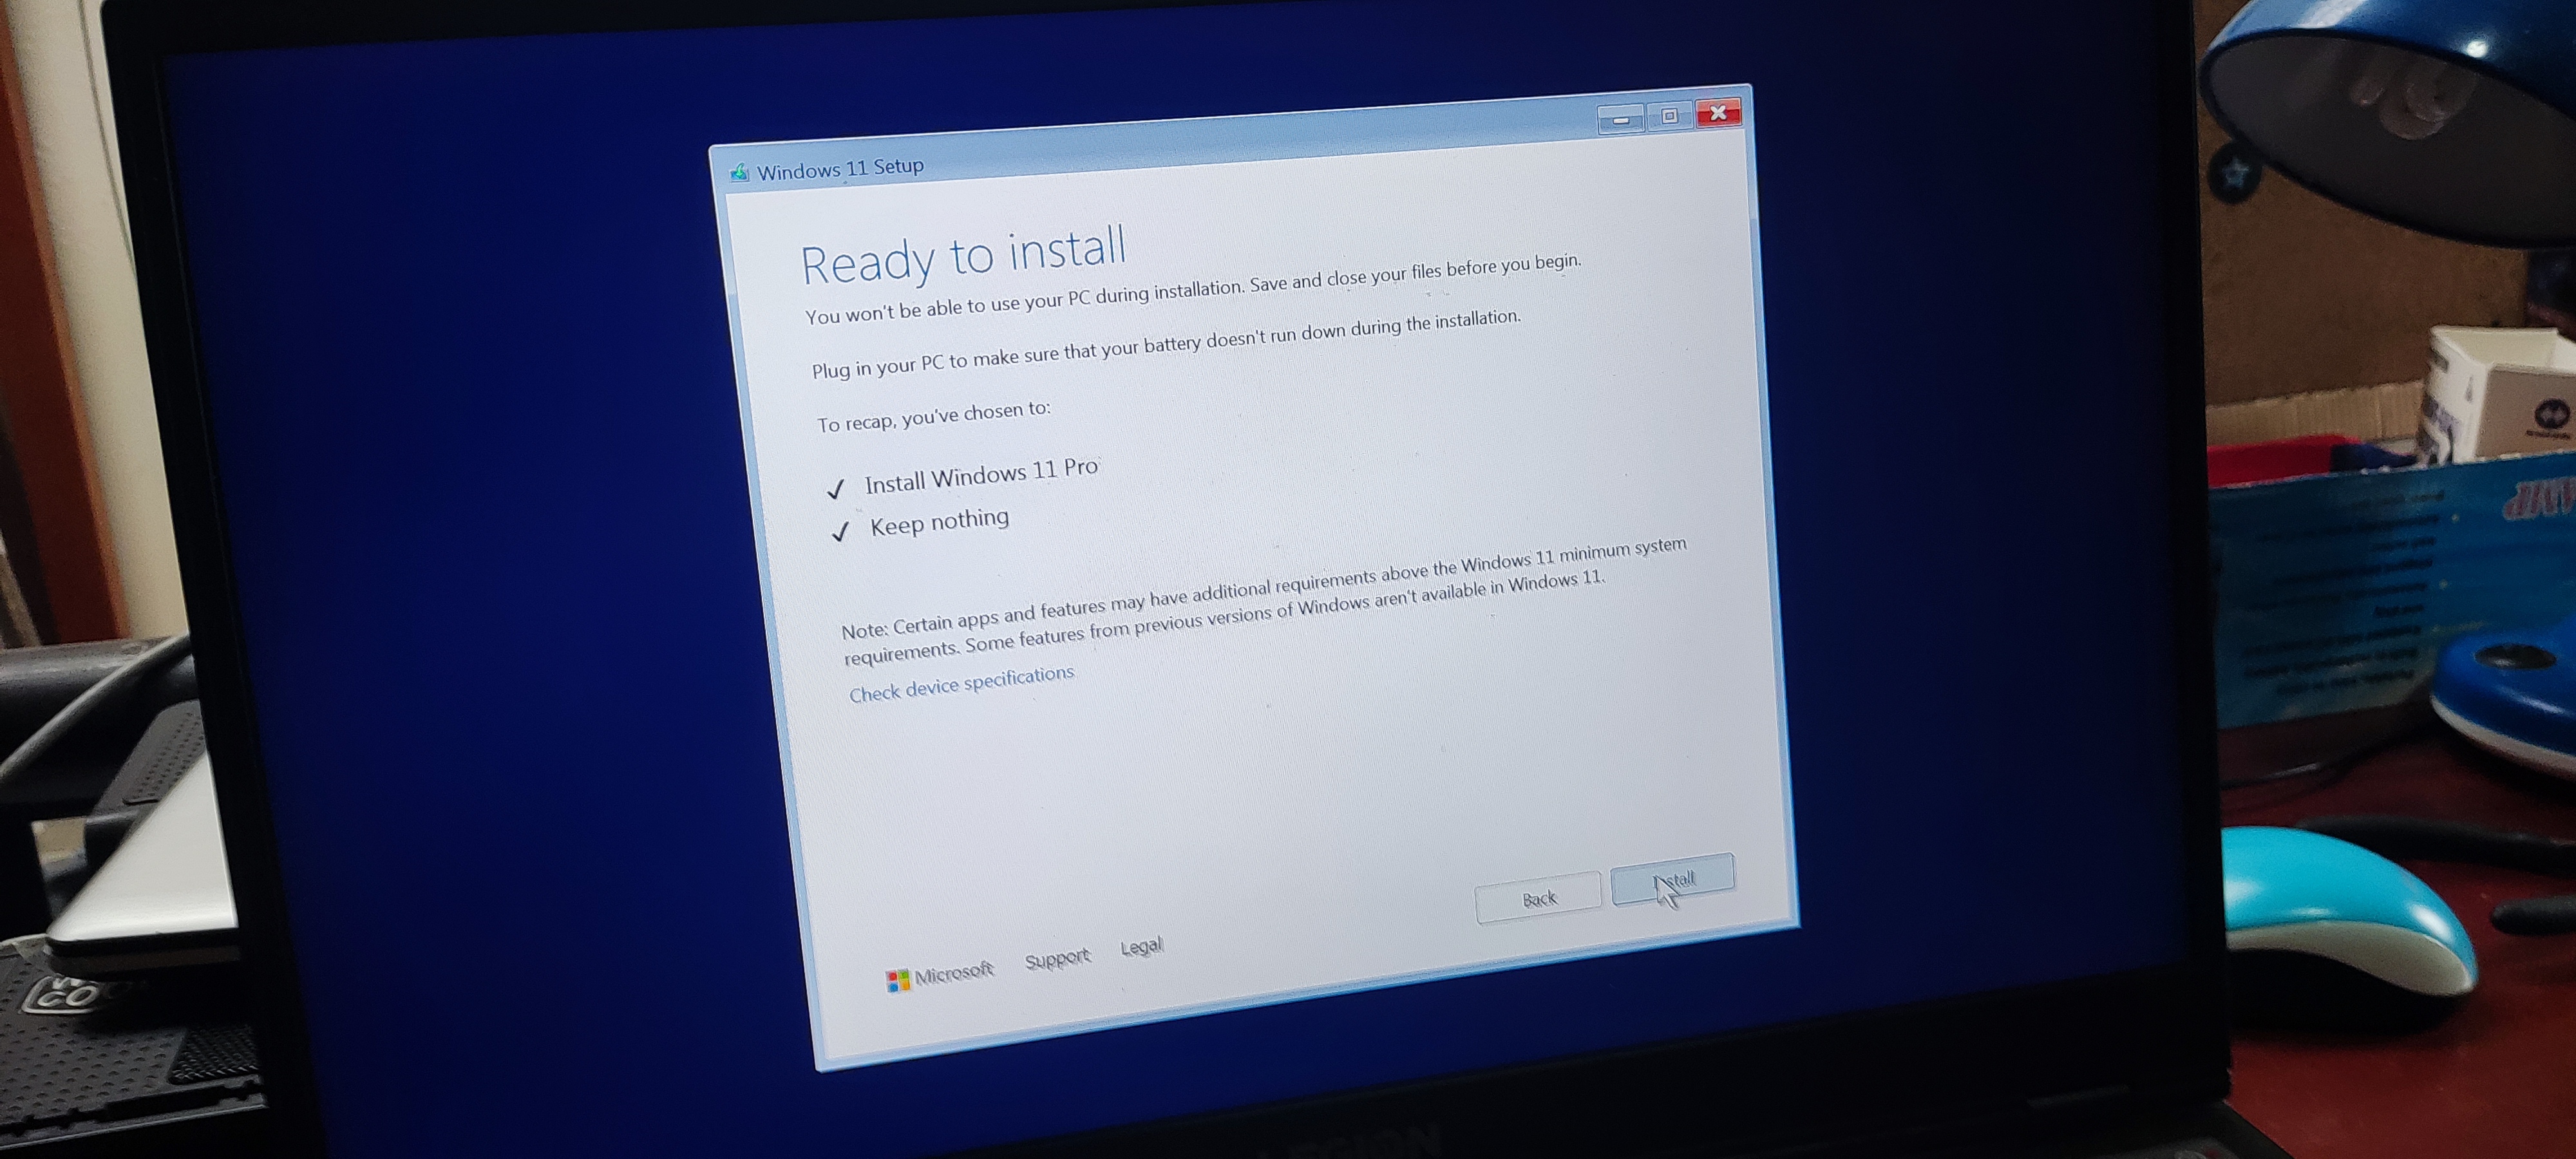 Windows 11 Setup
Ready to install
You won't be able to use your PC during installation. Save and close your files before you begin.
Plug in your PC to make sure that your battery doesn't run down during the installation.
To recap, you've chosen to:
✓ Install Windows 11 Pro
✓ Keep nothing
Note: Certain apps and features may have additional requirements above the Windows 11 minimum system
requirements. Some features from previous versions of Windows aren't available in Windows 11.
Check device specifications
Back
Install
Microsoft Support Legal